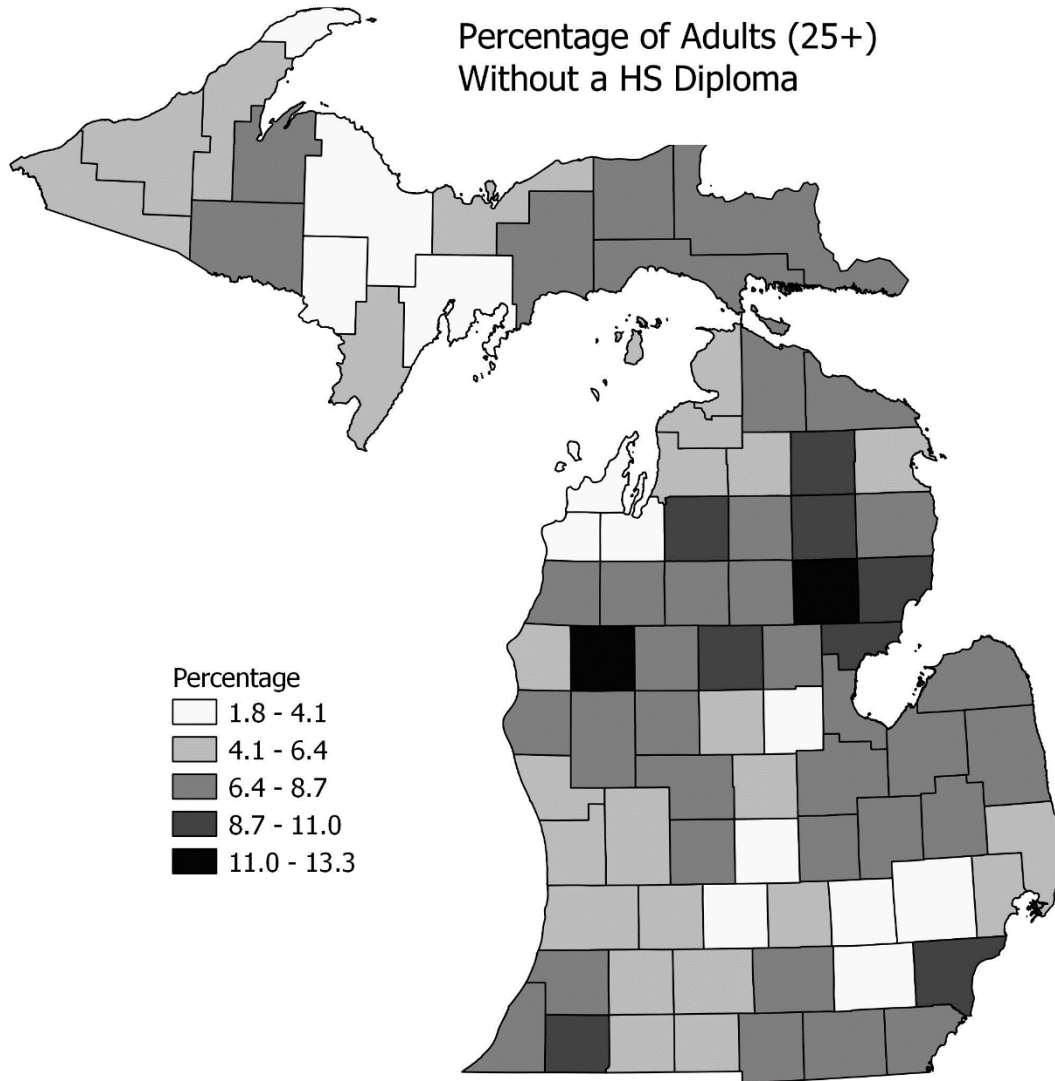 Percentage of Adults (25+)
Without a HS Diploma
Percentage
1.8 - 4.1
4.1 - 6.4
6.4 - 8.7
8.7 - 11.0
11.0 - 13.3